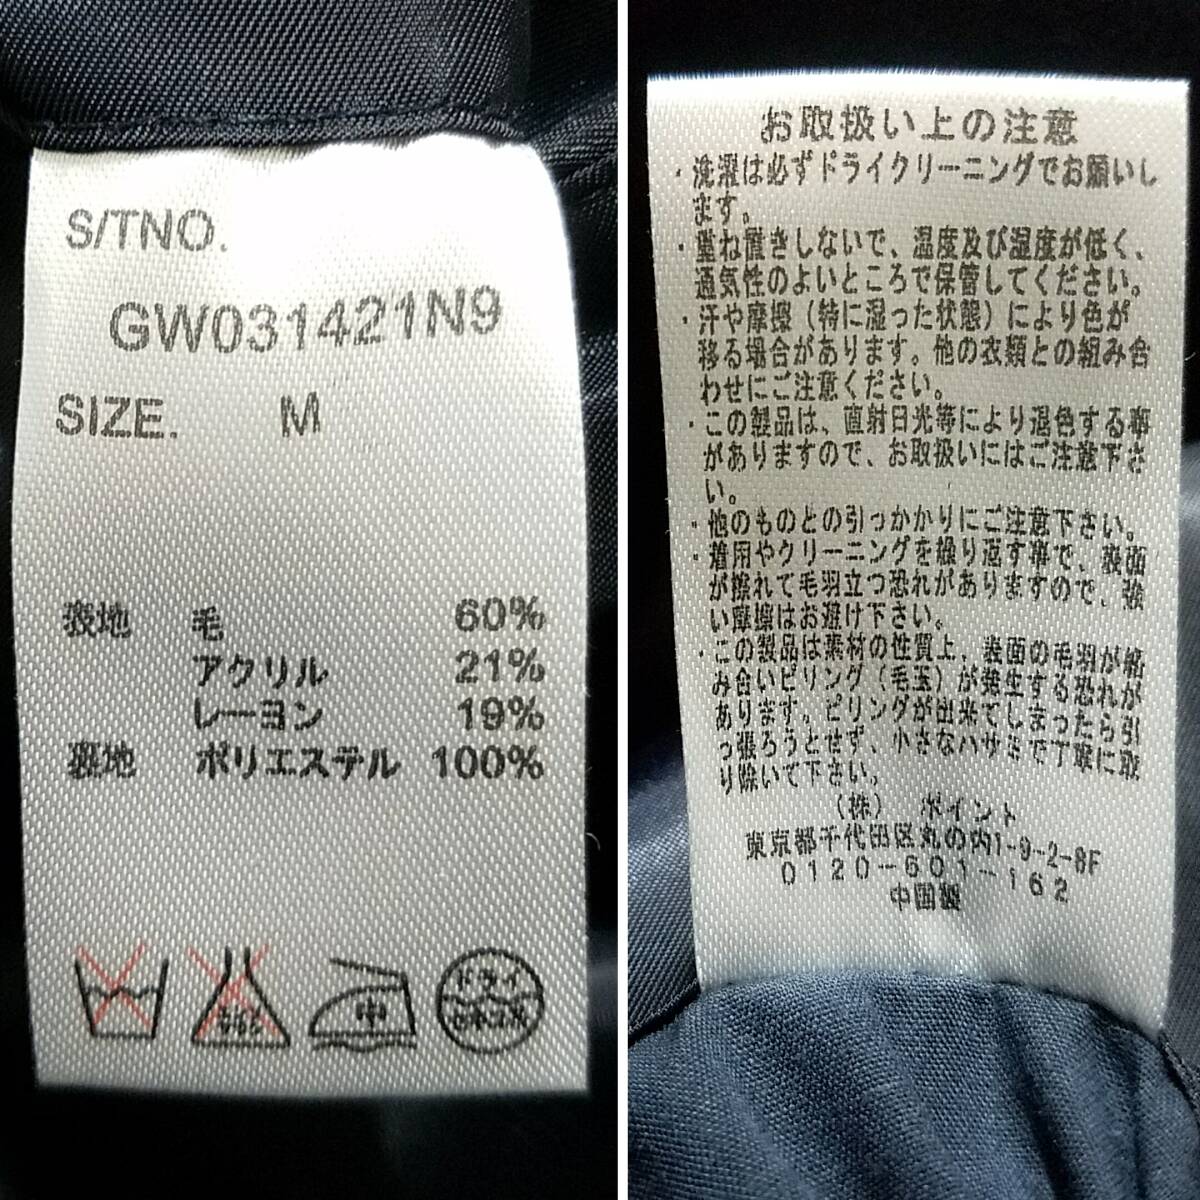 S/TNO.
GW031421N9
SIZE. M
表地 毛 60%
アクリル 21%
レーヨン 19%
裏地 ポリエステル 100%
中
ドライ
セキユ系
お取扱い上の注意
・洗濯は必ずドライクリーニングでお願いし
ます。
・重ね置きしないで、温度及び湿度が低く、
通気性のよいところで保管してください。
・汗や摩擦(特に湿った状態)により色が
移る場合があります。他の衣類との組み合
わせにご注意ください。
・この製品は、直射日光等により退色する事
がありますので、お取扱いにはご注意下さ
い。
・他のものとの引っかかりにご注意下さい。
・着用やクリーニングを繰り返す事で、表面
が擦れて毛羽立つ恐れがありますので、強
い摩擦はお避け下さい。
・この製品は素材の性質上、表面の毛羽が絡
み合いピリング(毛玉)が発生する恐れが
あります。ピリングが出来てしまったら引
っ張ろうとせず、小さなハサミで丁寧に取
り除いて下さい。
(株) ポイント
東京都千代田区丸の内1-9-2-8F
0120-601-162
中国製